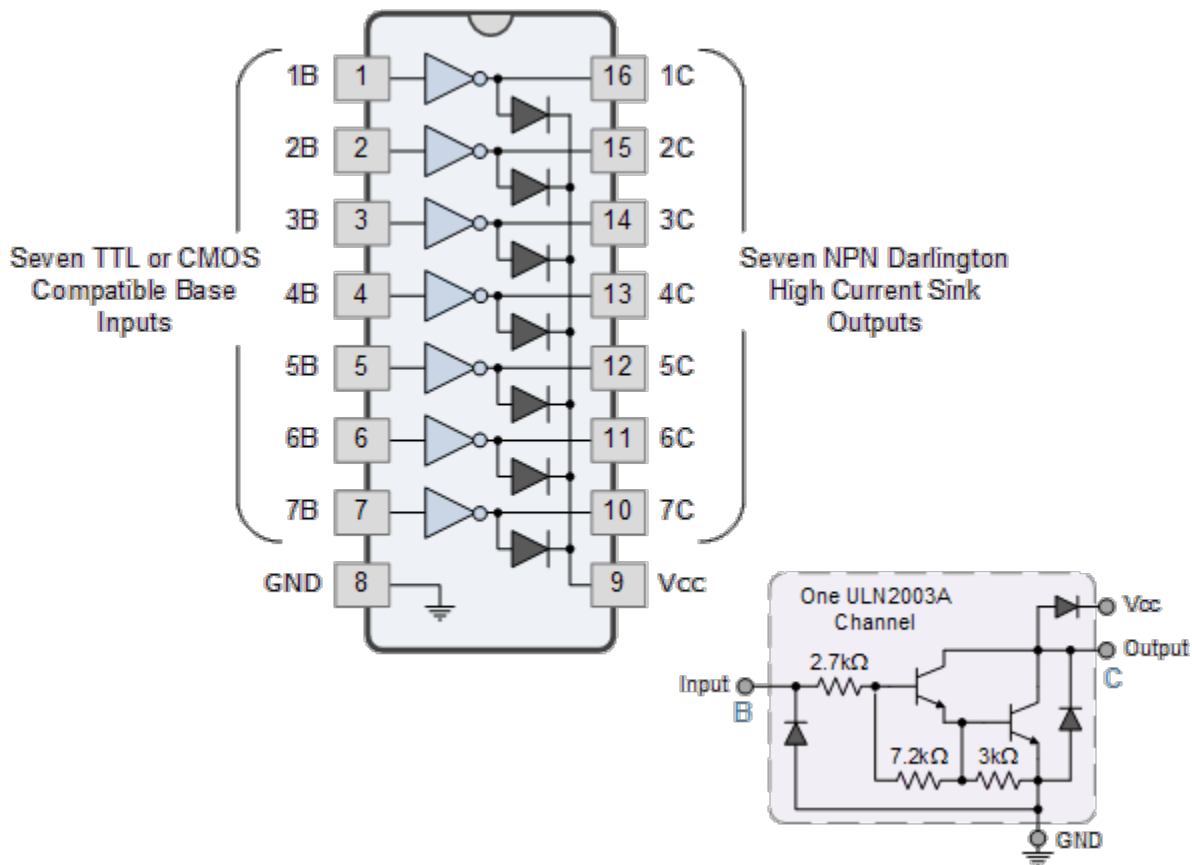 1B 1 16 1C
2B 2 15 2C
3B 3 14 3C
Seven TTL or CMOS
Compatible Base
Inputs
Seven NPN Darlington
High Current Sink
Outputs
4B 4 13 4C
5B 5 12 5C
6B 6 11 6C
7B 7 10 7C
GND 8 9 Vcc
One ULN2003A
Channel
Vcc
Output
C
2.7kΩ
Input
B
7.2kΩ 3kΩ
GND